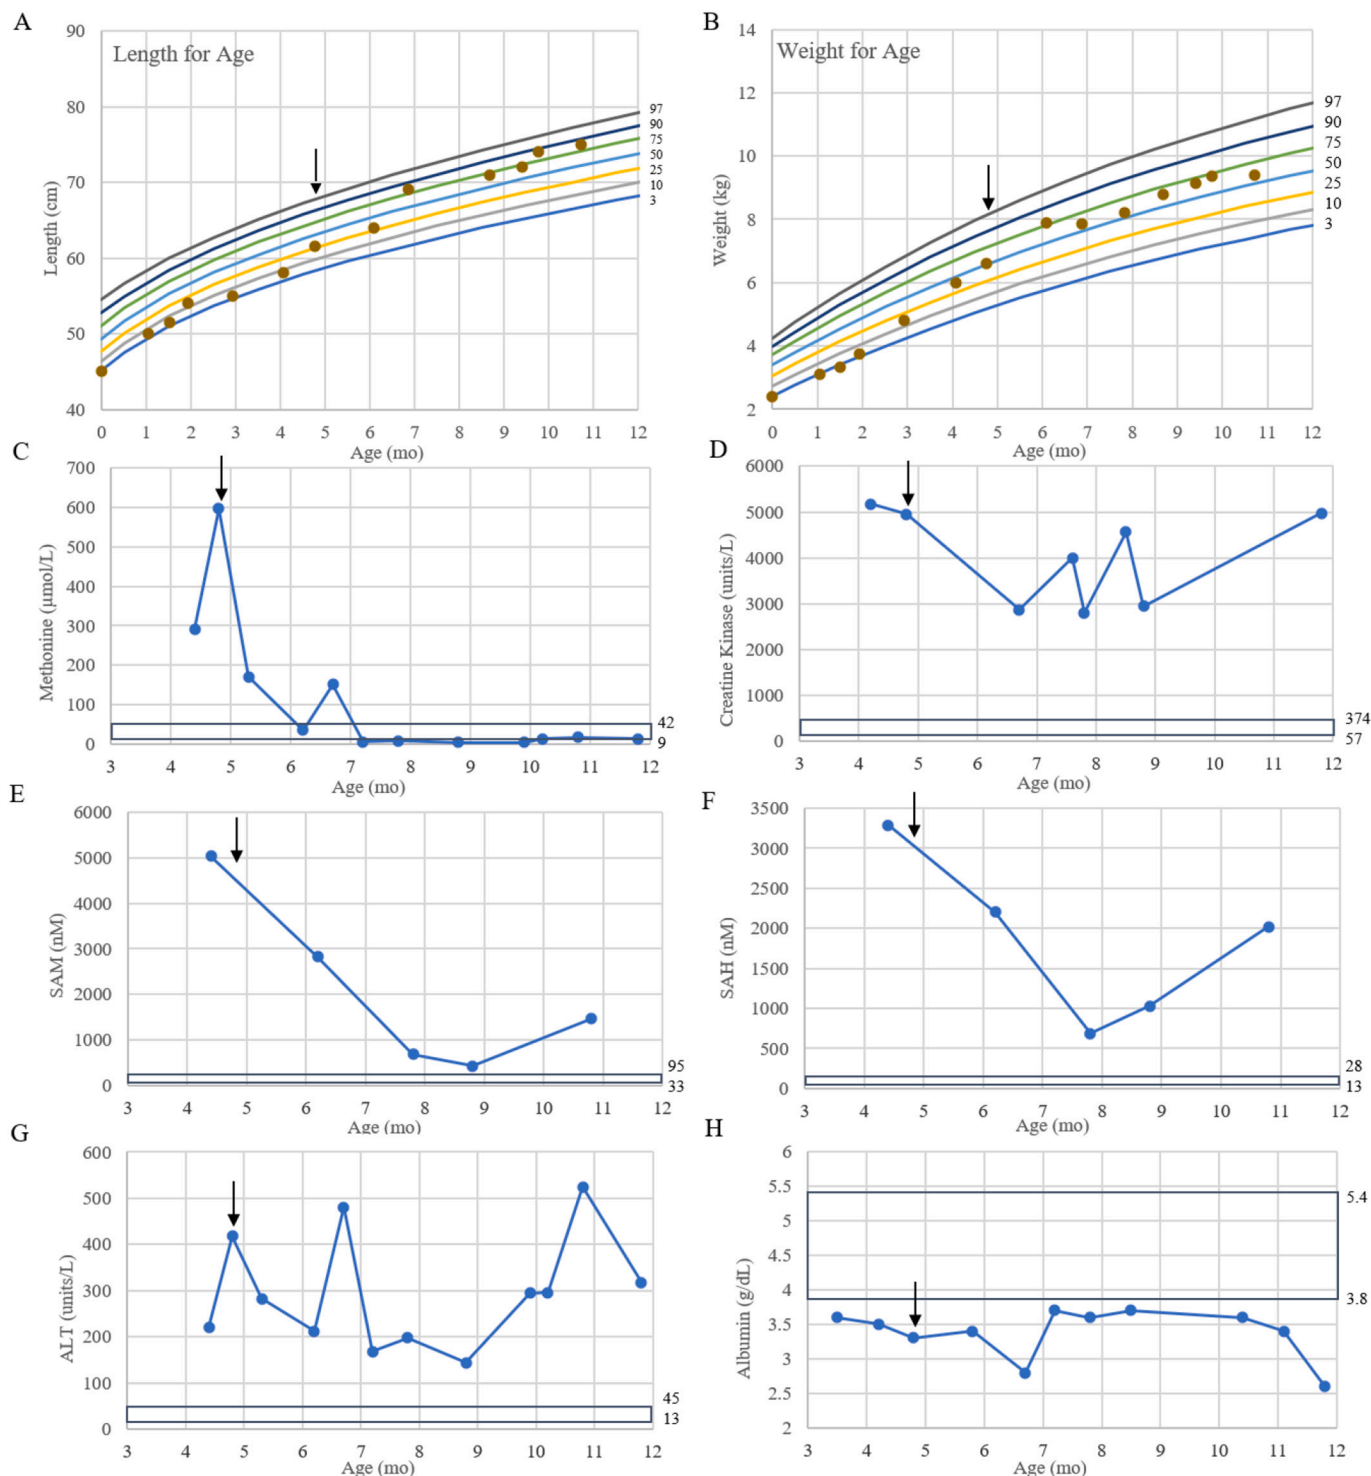 A
Length for Age
Length (cm)
90
80
70
60
50
40
0 1 2 3 4 5 6 7 8 9 10 11 12
Age (mo)
97
90
75
50
25
10
3
B
Weight for Age
Weight (kg)
14
12
10
8
6
4
2
0 1 2 3 4 5 6 7 8 9 10 11 12
Age (mo)
97
90
75
50
25
10
3
C
Methonine (µmol/L)
700
600
500
400
300
200
100
0
3 4 5 6 7 8 9 10 11 12
Age (mo)
42
9
D
Creatine Kinase (units/L)
6000
5000
4000
3000
2000
1000
0
3 4 5 6 7 8 9 10 11 12
Age (mo)
374
57
E
SAM (nM)
6000
5000
4000
3000
2000
1000
0
3 4 5 6 7 8 9 10 11 12
Age (mo)
95
33
F
SAH (nM)
3500
3000
2500
2000
1500
1000
500
0
3 4 5 6 7 8 9 10 11 12
Age (mo)
28
13
G
ALT (units/L)
600
500
400
300
200
100
0
3 4 5 6 7 8 9 10 11 12
Age (mo)
45
13
H
Albumin (g/dL)
6
5.5
5
4.5
4
3.5
3
2.5
2
3 4 5 6 7 8 9 10 11 12
Age (mo)
5.4
3.8